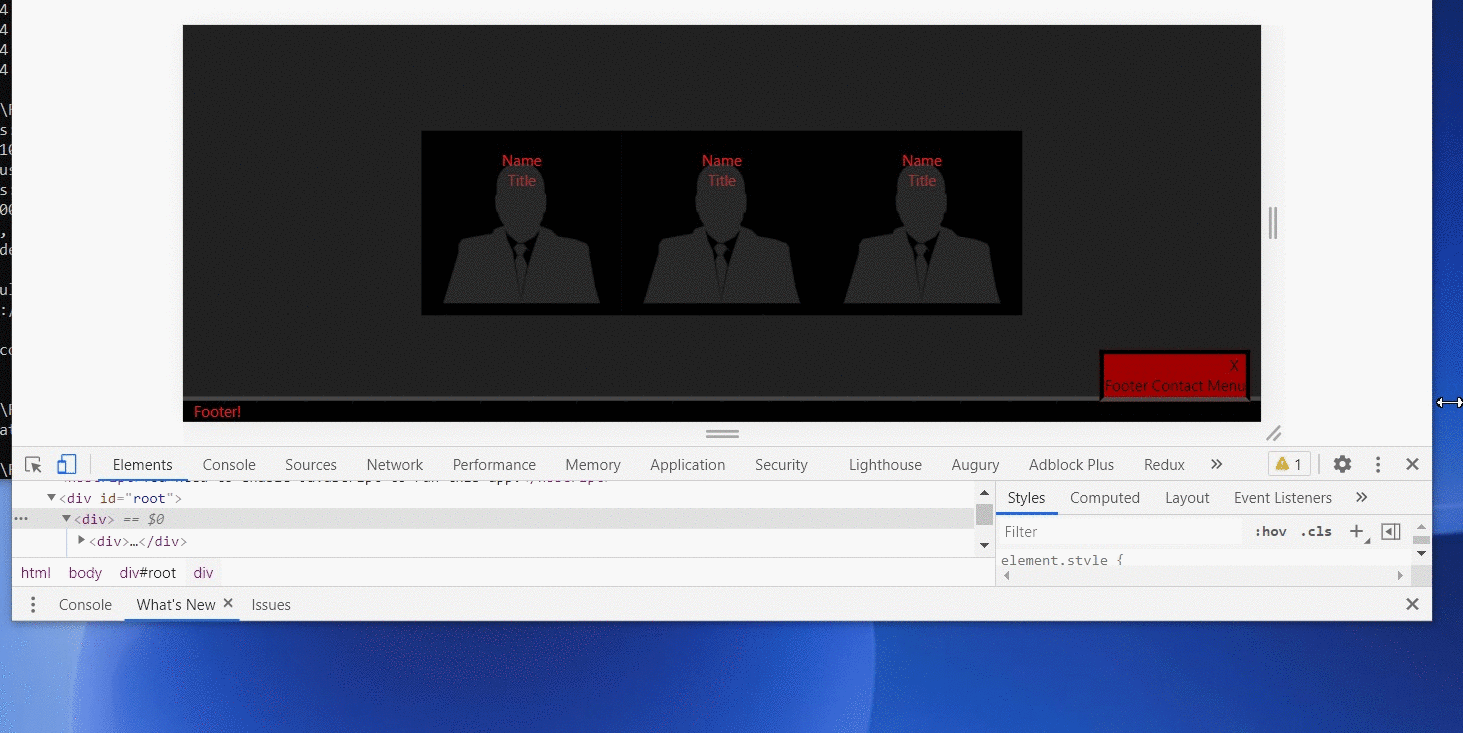 Name Name Name
Title Title Title
X
Footer Contact Menu
Footer!
Elements Console Sources Network Performance Memory Application Security Lighthouse Augury Adblock Plus Redux » 1
<div id="root">
<div> == $0
<div>…</div>
html body div#root div
Styles Computed Layout Event Listeners »
Filter :hov .cls +
element.style {
Console What's New × Issues